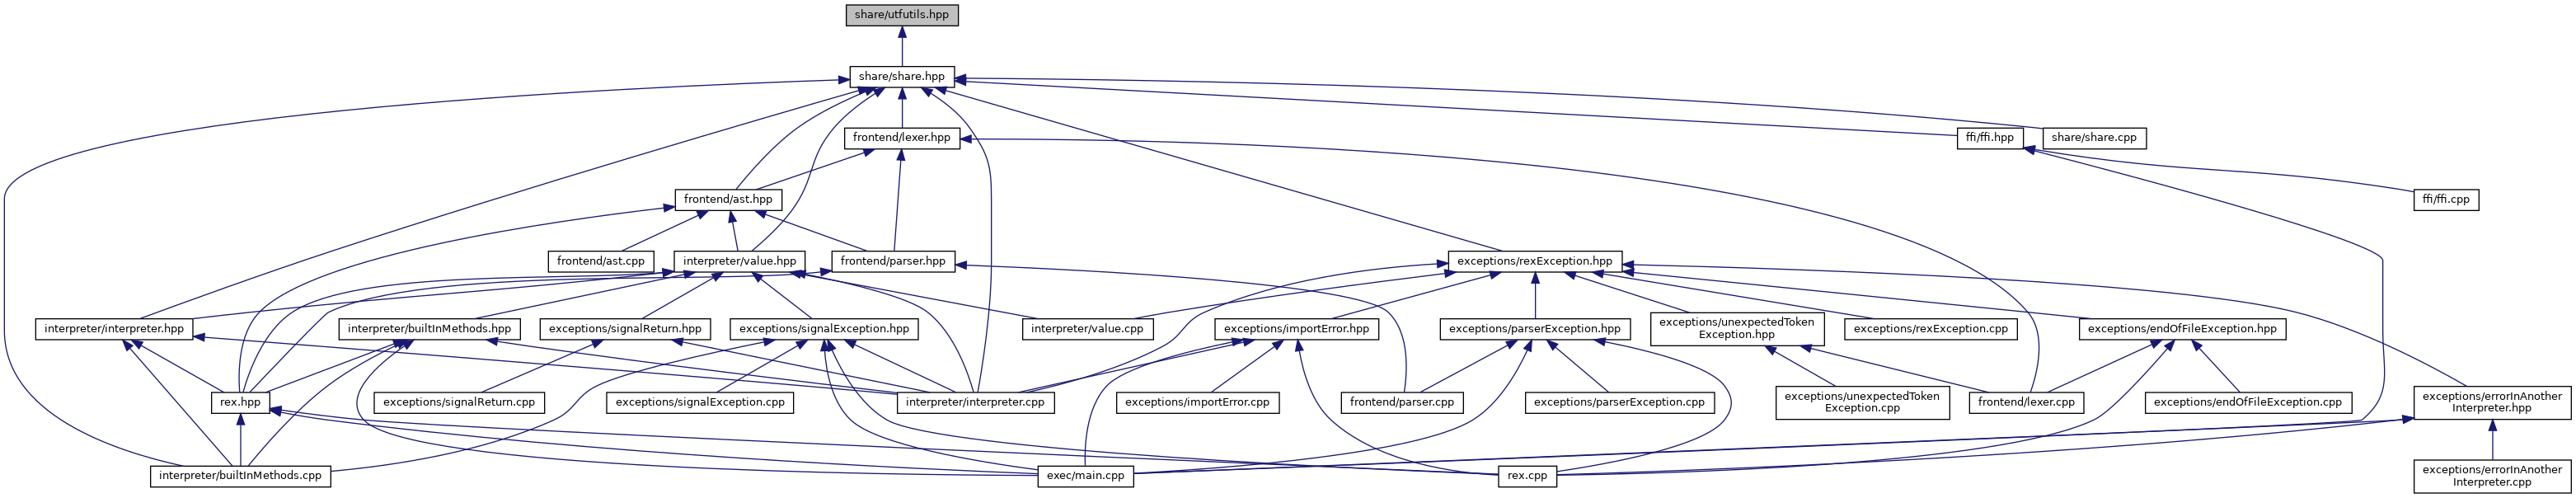 share/utfutils.hpp
share/share.hpp
frontend/lexer.hpp
ffi/ffi.hpp
share/share.cpp
frontend/ast.hpp
ffi/ffi.cpp
frontend/ast.cpp
interpreter/value.hpp
frontend/parser.hpp
exceptions/rexException.hpp
interpreter/interpreter.hpp
interpreter/builtInMethods.hpp
exceptions/signalReturn.hpp
exceptions/signalException.hpp
interpreter/value.cpp
exceptions/importError.hpp
exceptions/parserException.hpp
exceptions/unexpectedToken
Exception.hpp
exceptions/rexException.cpp
exceptions/endOfFileException.hpp
rex.hpp
exceptions/signalReturn.cpp
exceptions/signalException.cpp
interpreter/interpreter.cpp
exceptions/importError.cpp
frontend/parser.cpp
exceptions/parserException.cpp
exceptions/unexpectedToken
Exception.cpp
frontend/lexer.cpp
exceptions/endOfFileException.cpp
exceptions/errorInAnother
Interpreter.hpp
interpreter/builtInMethods.cpp
exec/main.cpp
rex.cpp
exceptions/errorInAnother
Interpreter.cpp